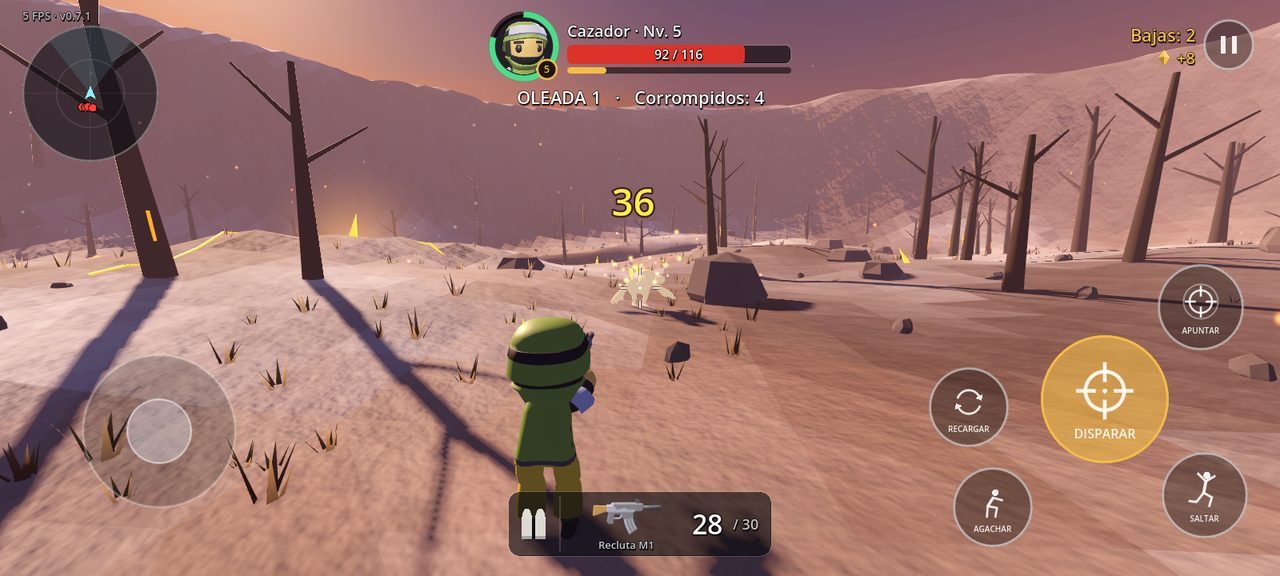 5 FPS · v0.7.1
Cazador · Nv. 5
92 / 116
5
OLEADA 1 · Corrompidos: 4
Bajas: 2
+8
36
APUNTAR
DISPARAR
RECARGAR
AGACHAR
SALTAR
28 / 30
Recluta M1